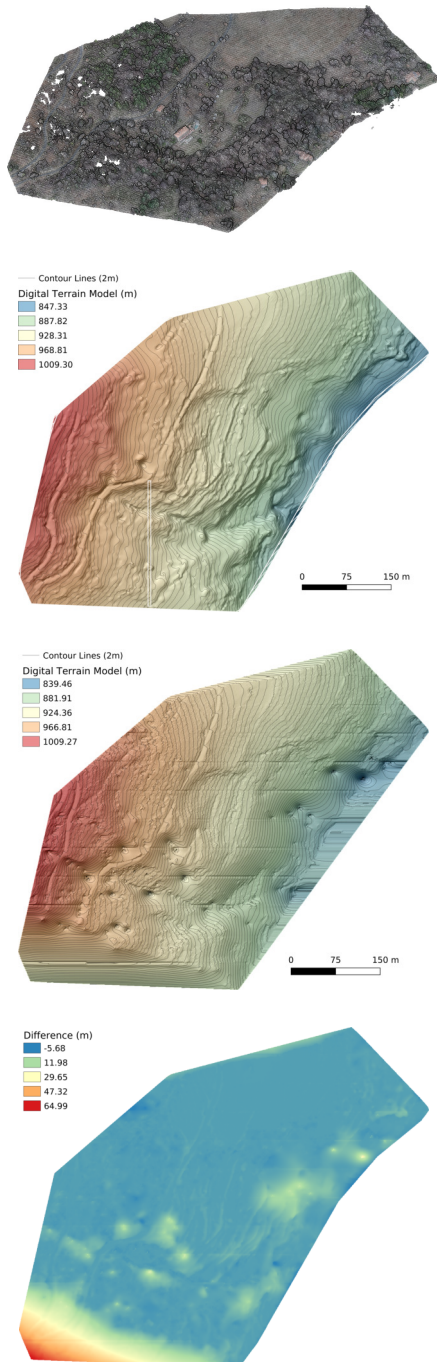 Contour Lines (2m)
Digital Terrain Model (m)
847.33
887.82
928.31
968.81
1009.30
0 75 150 m
Contour Lines (2m)
Digital Terrain Model (m)
839.46
881.91
924.36
966.81
1009.27
0 75 150 m
Difference (m)
-5.68
11.98
29.65
47.32
64.99